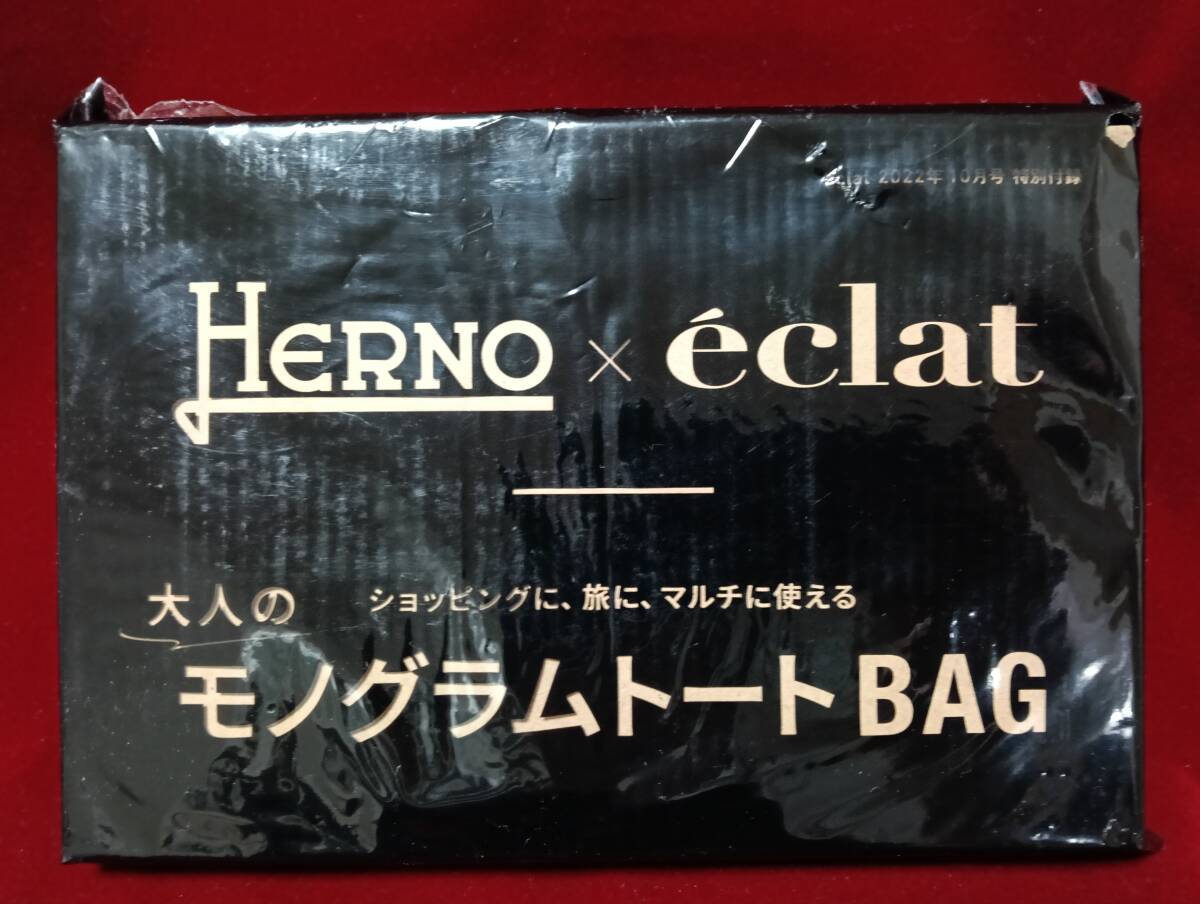 éclat 2022年10月号 特別付録
HERNO × éclat
ショッピングに、旅に、マルチに使える
大人の
モノグラムトートBAG